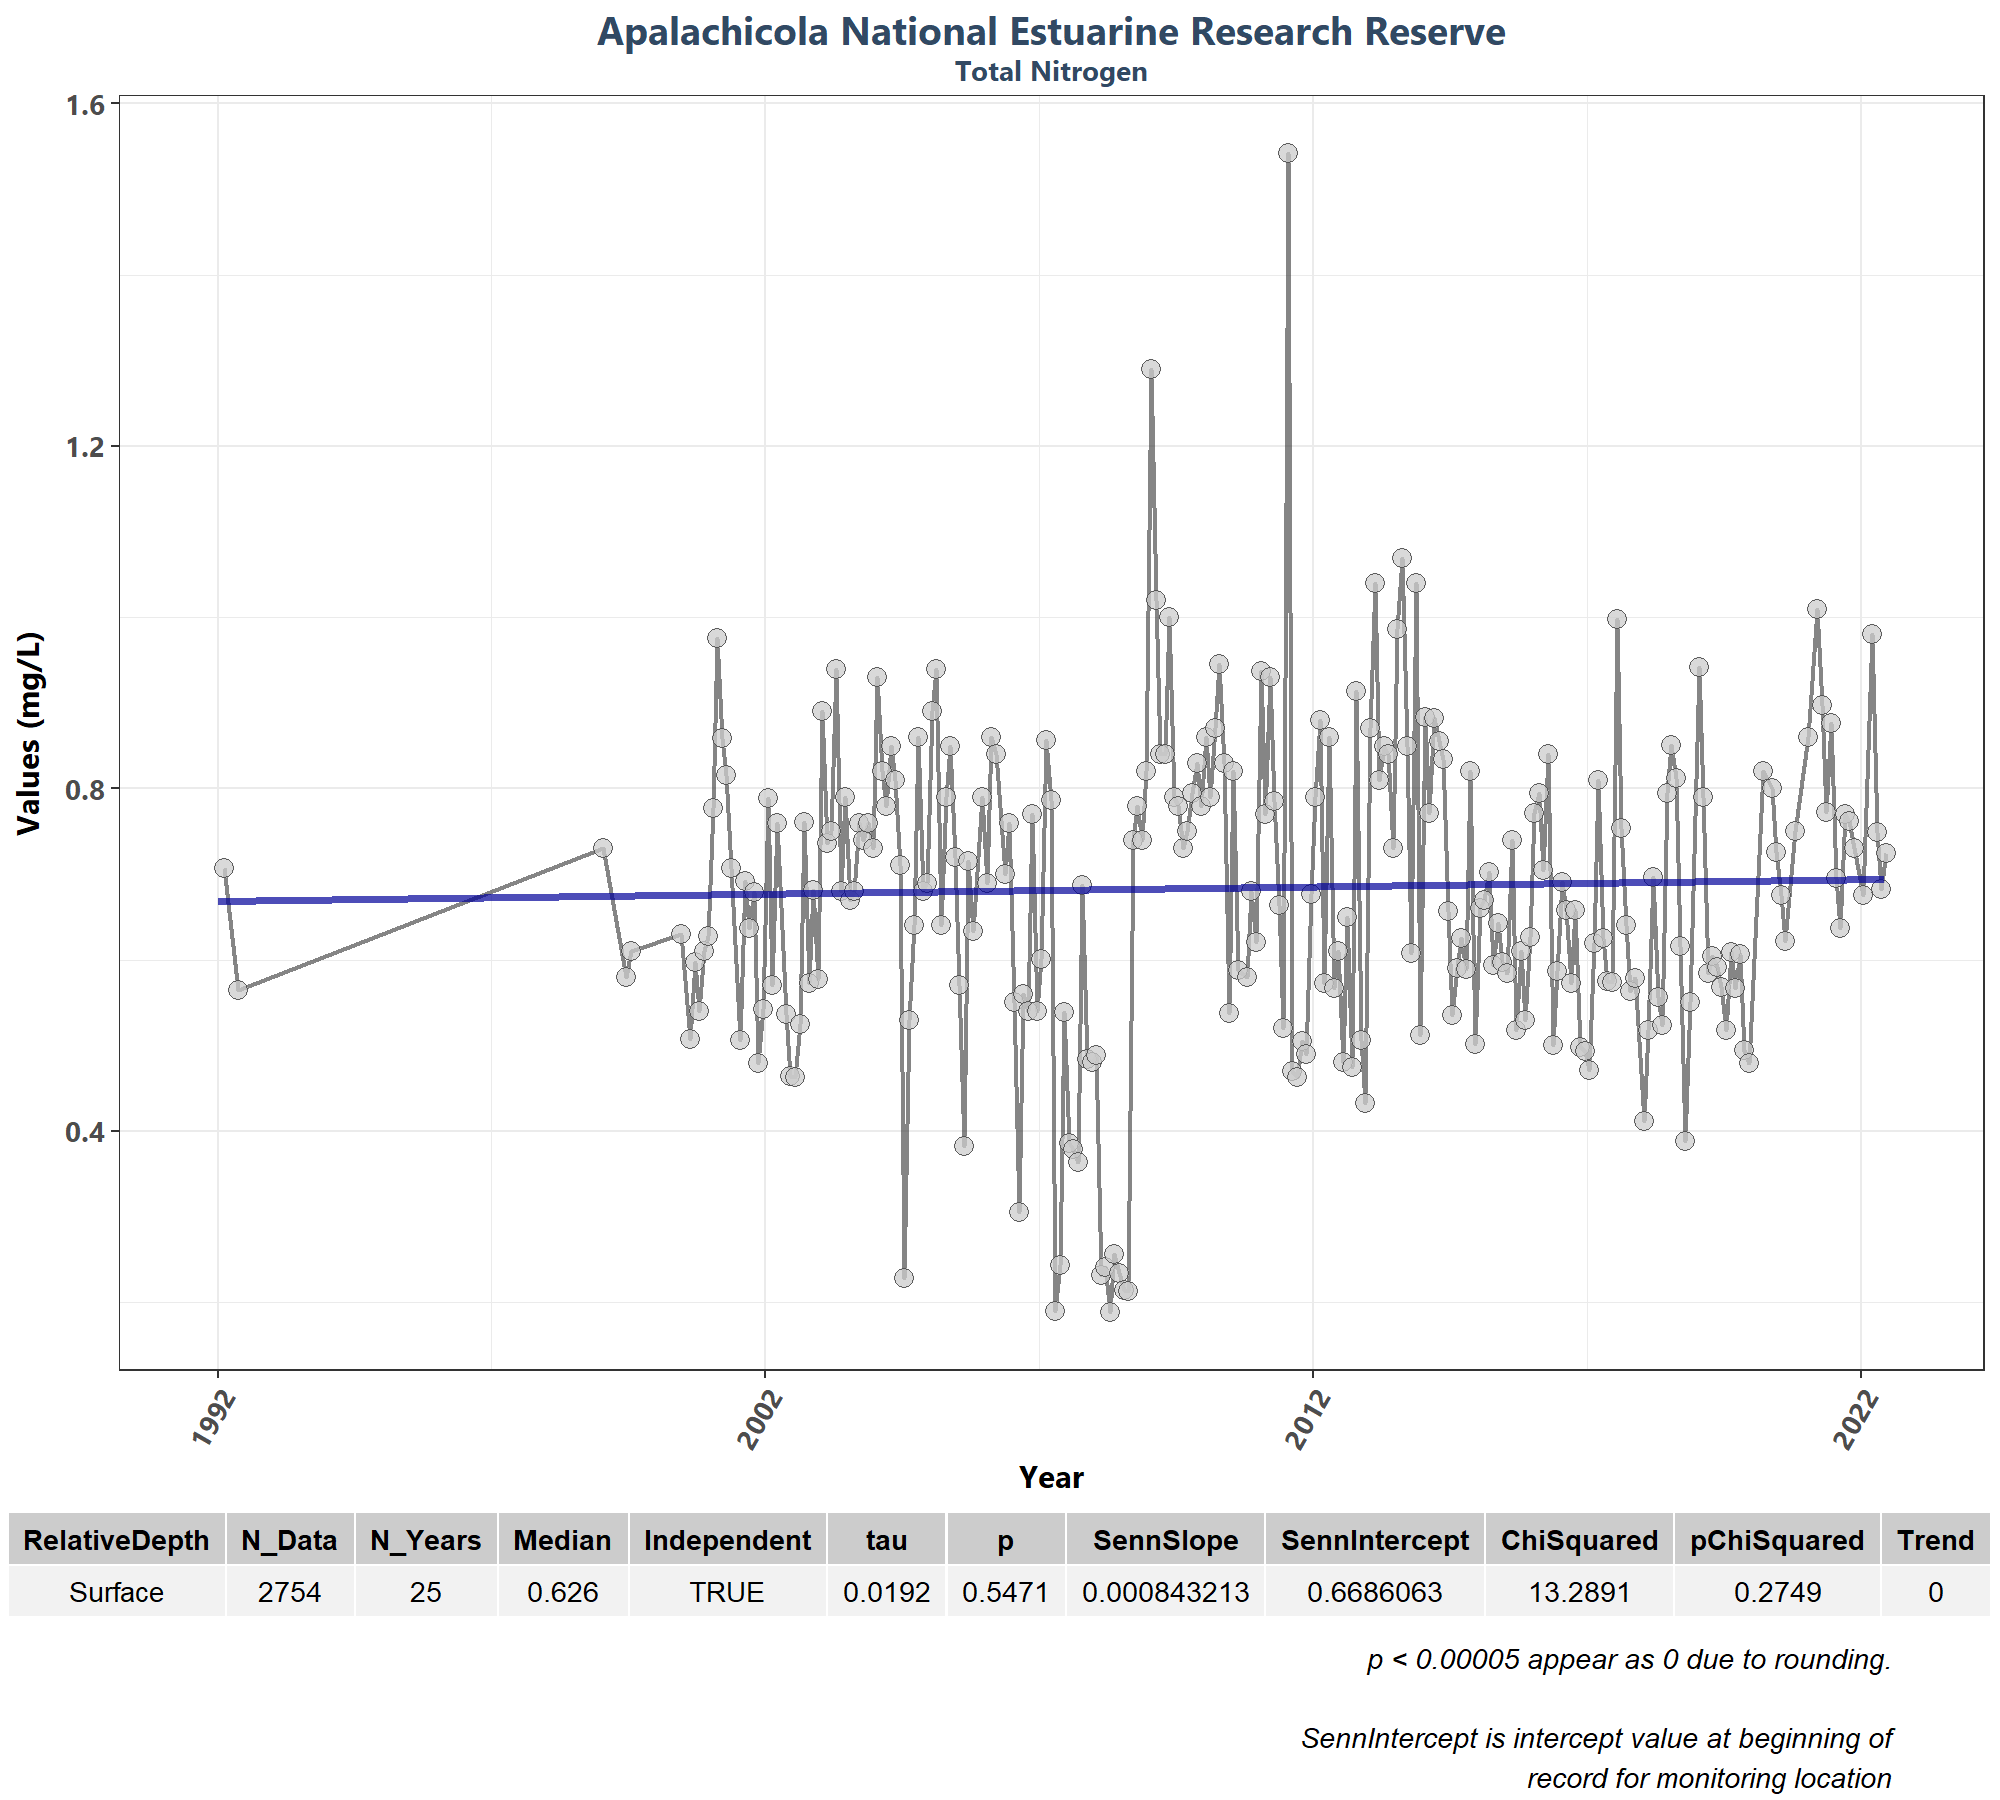 Apalachicola National Estuarine Research Reserve
Total Nitrogen
1.6
1.2
0.8
0.4
Values (mg/L)
1992 2002 2012 2022
Year
RelativeDepth N_Data N_Years Median Independent tau p SennSlope SennIntercept ChiSquared pChiSquared Trend
Surface 2754 25 0.626 TRUE 0.0192 0.5471 0.000843213 0.6686063 13.2891 0.2749 0
p < 0.00005 appear as 0 due to rounding.
SennIntercept is intercept value at beginning of
record for monitoring location